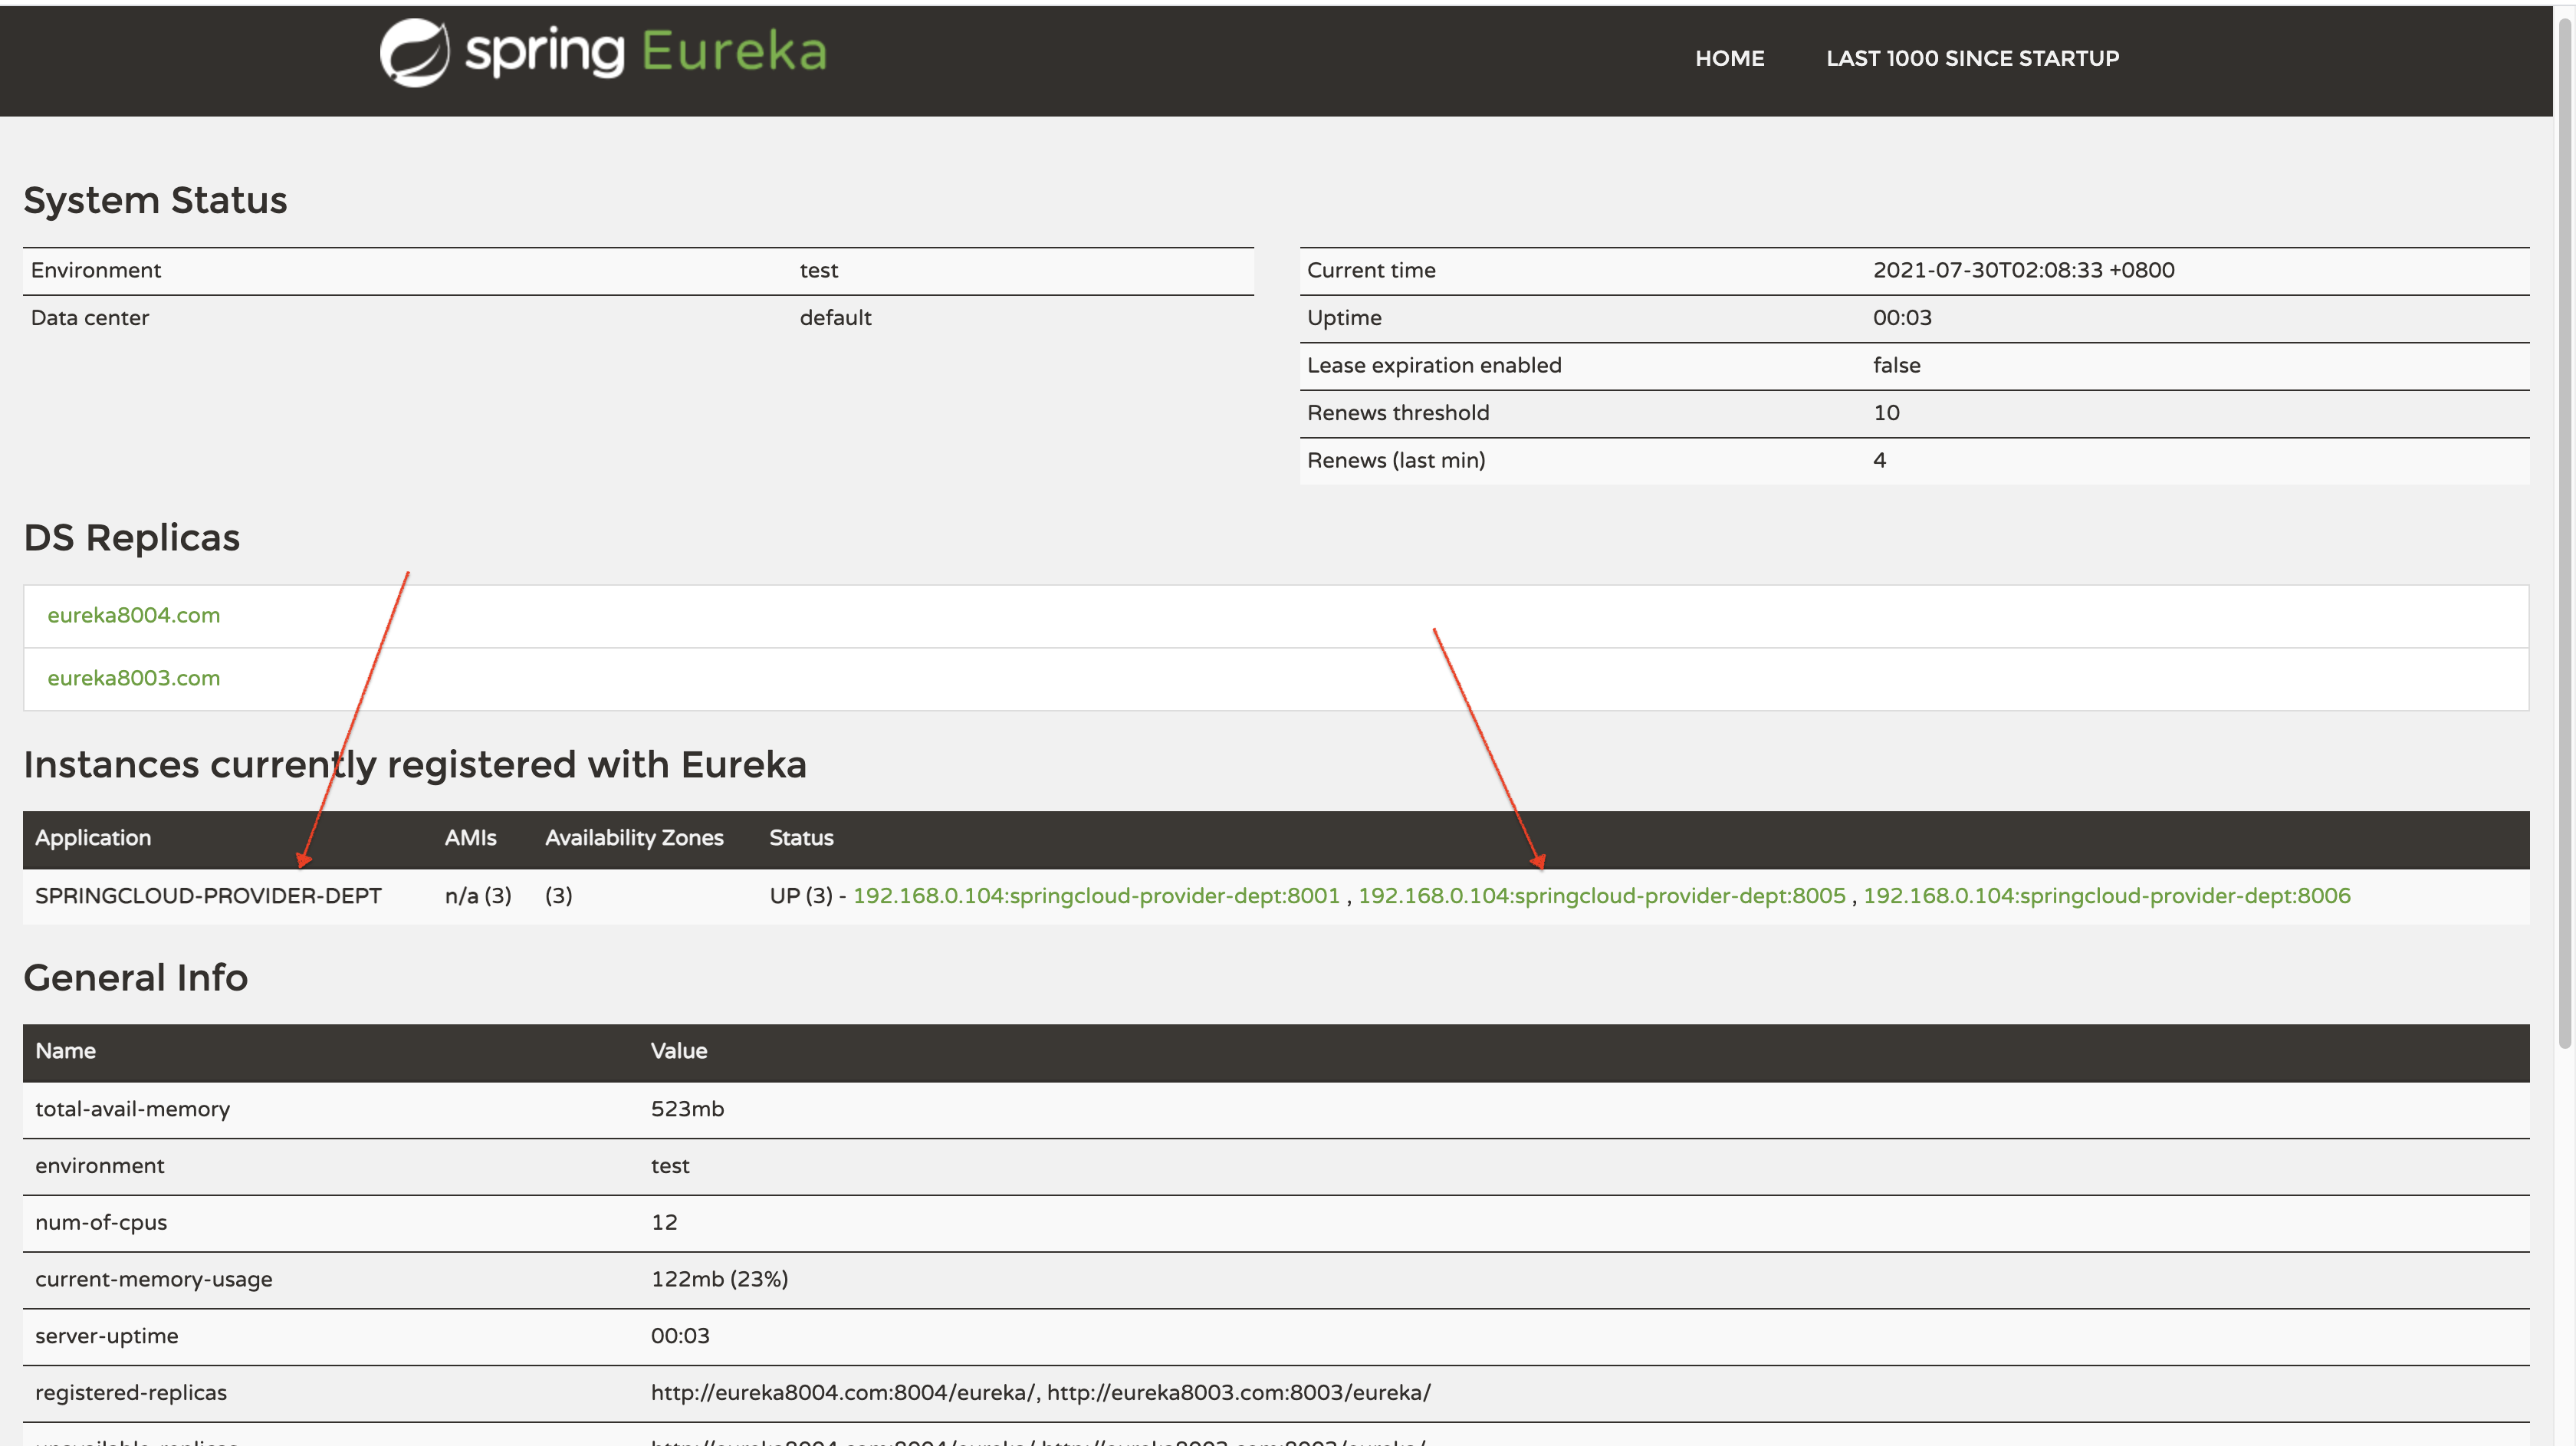 spring Eureka
HOME LAST 1000 SINCE STARTUP
System Status
Environment test
Data center default
Current time 2021-07-30T02:08:33 +0800
Uptime 00:03
Lease expiration enabled false
Renews threshold 10
Renews (last min) 4
DS Replicas
eureka8004.com
eureka8003.com
Instances currently registered with Eureka
Application AMIs Availability Zones Status
SPRINGCLOUD-PROVIDER-DEPT n/a (3) (3) UP (3) - 192.168.0.104:springcloud-provider-dept:8001 , 192.168.0.104:springcloud-provider-dept:8005 , 192.168.0.104:springcloud-provider-dept:8006
General Info
Name Value
total-avail-memory 523mb
environment test
num-of-cpus 12
current-memory-usage 122mb (23%)
server-uptime 00:03
registered-replicas http://eureka8004.com:8004/eureka/, http://eureka8003.com:8003/eureka/